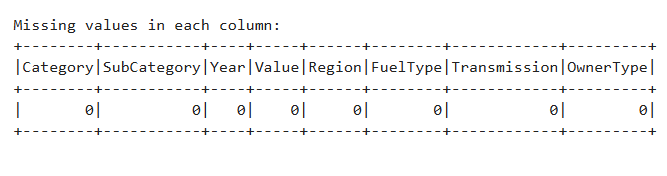 Missing values in each column:
+--------+-----------+----+-----+------+--------+------------+---------+
|Category|SubCategory|Year|Value|Region|FuelType|Transmission|OwnerType|
+--------+-----------+----+-----+------+--------+------------+---------+
|       0|          0|   0|    0|     0|       0|           0|        0|
+--------+-----------+----+-----+------+--------+------------+---------+